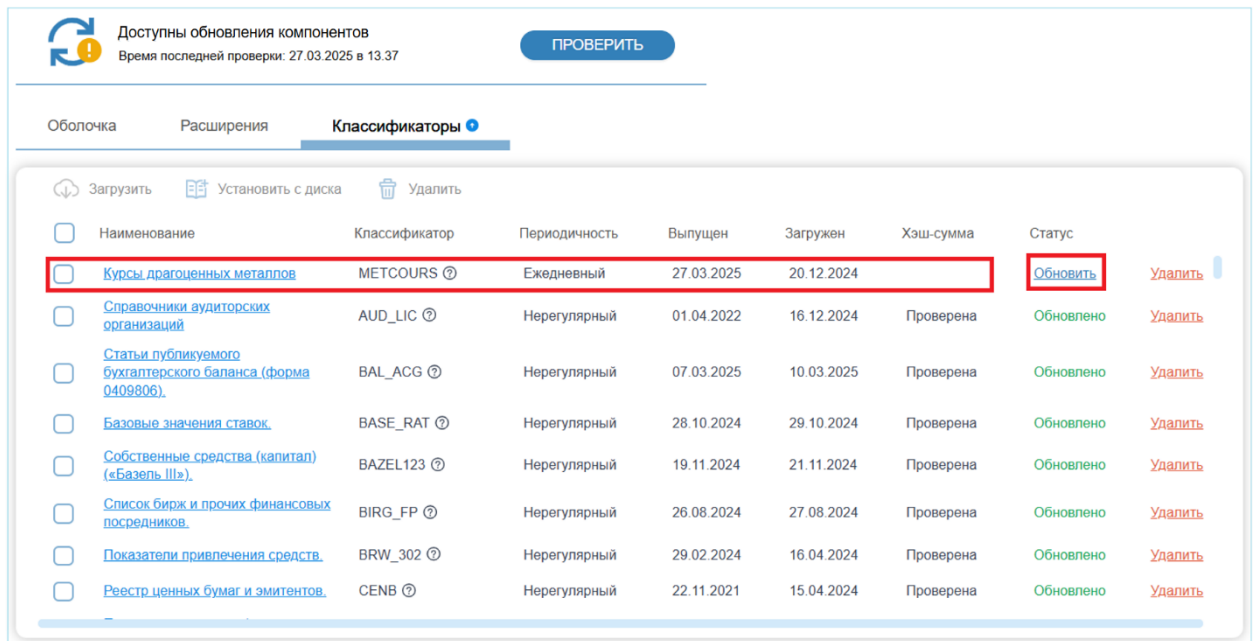 Доступны обновления компонентов
Время последней проверки: 27.03.2025 в 13.37
ПРОВЕРИТЬ
Оболочка Расширения Классификаторы
Загрузить Установить с диска Удалить
Наименование Классификатор Периодичность Выпущен Загружен Хэш-сумма Статус
Курсы драгоценных металлов METCOURS Ежедневный 27.03.2025 20.12.2024 Обновить Удалить
Справочники аудиторских
организаций AUD_LIC Нерегулярный 01.04.2022 16.12.2024 Проверена Обновлено Удалить
Статьи публикуемого
бухгалтерского баланса (форма
0409806). BAL_ACG Нерегулярный 07.03.2025 10.03.2025 Проверена Обновлено Удалить
Базовые значения ставок. BASE_RAT Нерегулярный 28.10.2024 29.10.2024 Проверена Обновлено Удалить
Собственные средства (капитал)
(«Базель III»). BAZEL123 Нерегулярный 19.11.2024 21.11.2024 Проверена Обновлено Удалить
Список бирж и прочих финансовых
посредников. BIRG_FP Нерегулярный 26.08.2024 27.08.2024 Проверена Обновлено Удалить
Показатели привлечения средств. BRW_302 Нерегулярный 29.02.2024 16.04.2024 Проверена Обновлено Удалить
Реестр ценных бумаг и эмитентов. CENB Нерегулярный 22.11.2021 15.04.2024 Проверена Обновлено Удалить